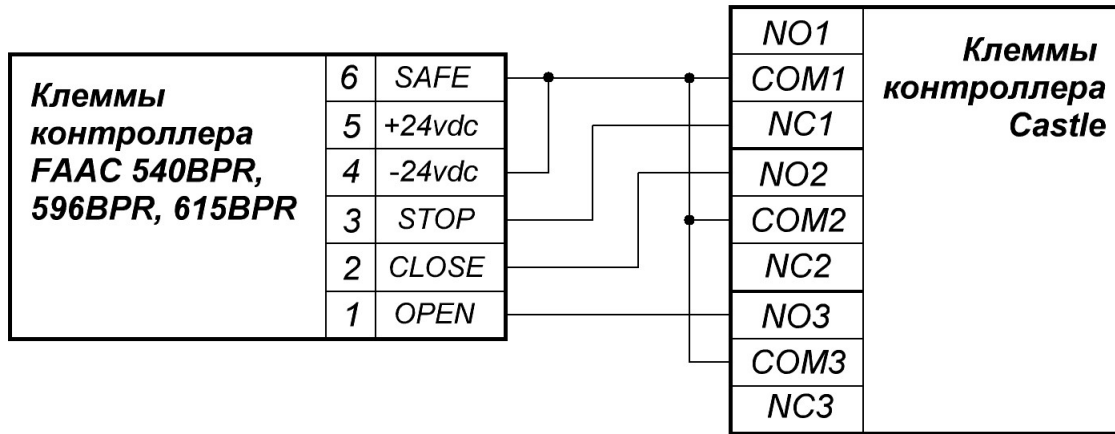 Клеммы
контроллера
FAAC 540BPR,
596BPR, 615BPR
6 SAFE
5 +24vdc
4 -24vdc
3 STOP
2 CLOSE
1 OPEN
NO1
COM1
NC1
NO2
COM2
NC2
NO3
COM3
NC3
Клеммы
контроллера
Castle